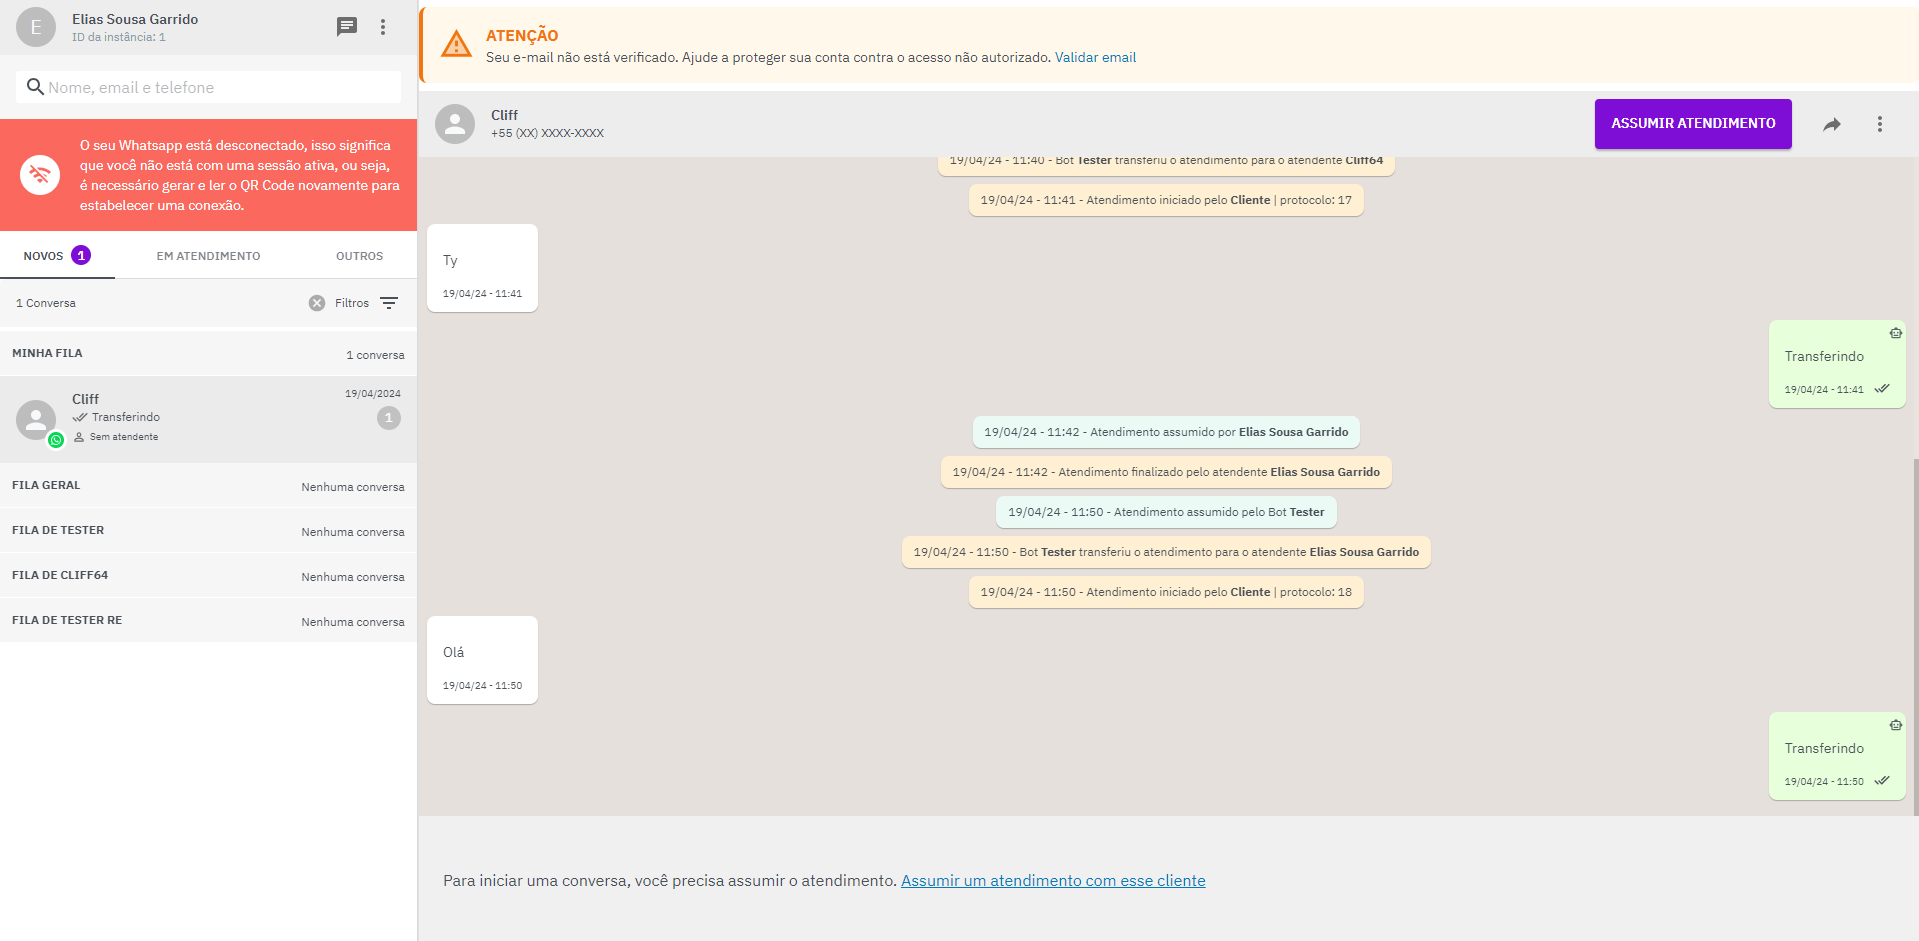 E
Elias Sousa Garrido
ID da instância: 1
Nome, email e telefone
O seu Whatsapp está desconectado, isso significa
que você não está com uma sessão ativa, ou seja,
é necessário gerar e ler o QR Code novamente para
estabelecer uma conexão.
NOVOS 1 EM ATENDIMENTO OUTROS
1 Conversa Filtros
MINHA FILA 1 conversa
Cliff 19/04/2024
Transferindo 1
Sem atendente
FILA GERAL Nenhuma conversa
FILA DE TESTER Nenhuma conversa
FILA DE CLIFF64 Nenhuma conversa
FILA DE TESTER RE Nenhuma conversa
ATENÇÃO
Seu e-mail não está verificado. Ajude a proteger sua conta contra o acesso não autorizado. Validar email
Cliff
+55 (XX) XXXX-XXXX
ASSUMIR ATENDIMENTO
19/04/24 - 11:40 - Bot Tester transferiu o atendimento para o atendente Cliff64
19/04/24 - 11:41 - Atendimento iniciado pelo Cliente | protocolo: 17
Ty
19/04/24 - 11:41
Transferindo
19/04/24 - 11:41
19/04/24 - 11:42 - Atendimento assumido por Elias Sousa Garrido
19/04/24 - 11:42 - Atendimento finalizado pelo atendente Elias Sousa Garrido
19/04/24 - 11:50 - Atendimento assumido pelo Bot Tester
19/04/24 - 11:50 - Bot Tester transferiu o atendimento para o atendente Elias Sousa Garrido
19/04/24 - 11:50 - Atendimento iniciado pelo Cliente | protocolo: 18
Olá
19/04/24 - 11:50
Transferindo
19/04/24 - 11:50
Para iniciar uma conversa, você precisa assumir o atendimento. Assumir um atendimento com esse cliente